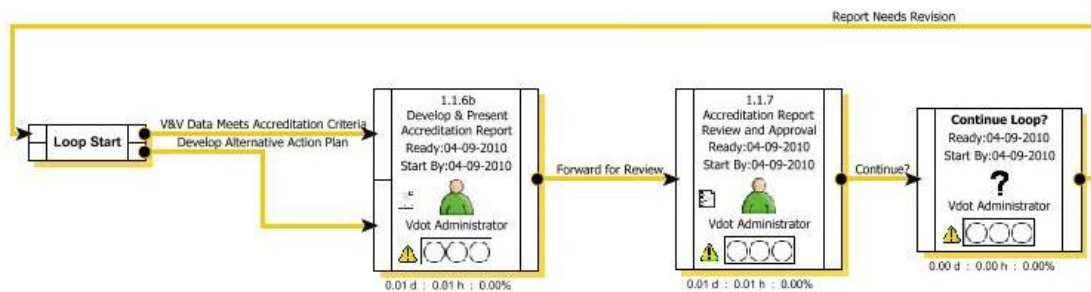 Report Needs Revision
Loop Start
V&V Data Meets Accreditation Criteria
Develop Alternative Action Plan
1.1.6b
Develop & Present
Accreditation Report
Ready:04-09-2010
Start By:04-09-2010
Vdot Administrator
0.01 d : 0.01 h : 0.00%
Forward for Review
1.1.7
Accreditation Report
Review and Approval
Ready:04-09-2010
Start By:04-09-2010
Vdot Administrator
0.01 d : 0.01 h : 0.00%
Continue?
Continue Loop?
Ready:04-09-2010
Start By:04-09-2010
?
Vdot Administrator
0.00 d : 0.00 h : 0.00%